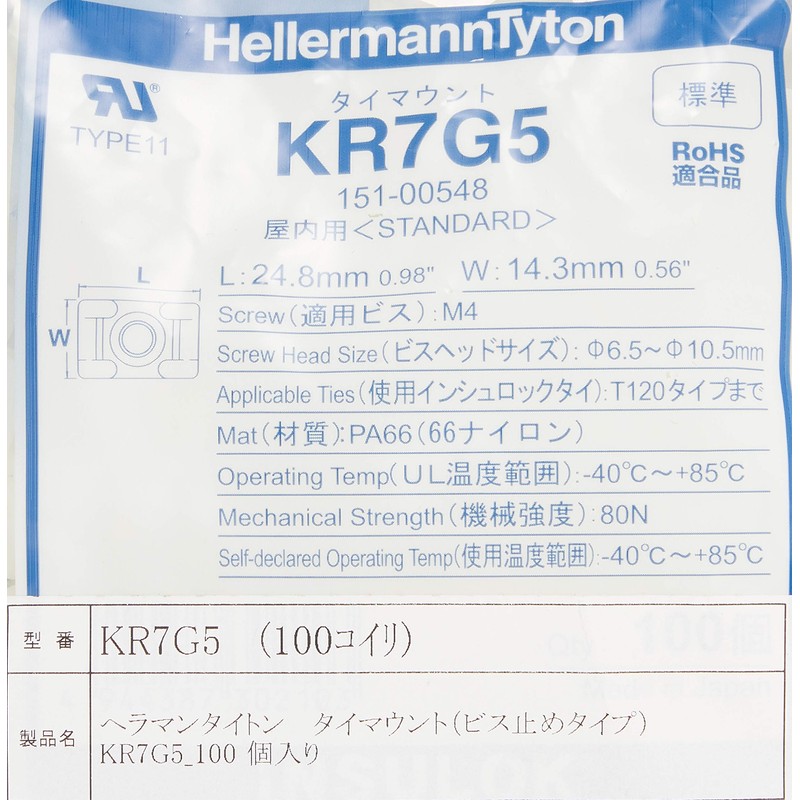 HellermannTyton
RU®
TYPE11
タイマウント
標準
KR7G5
RoHS
適合品
151-00548
屋内用<STANDARD>
L
W
L:24.8mm 0.98" W:14.3mm 0.56"
Screw(適用ビス):M4
Screw Head Size(ビスヘッドサイズ):Φ6.5～Φ10.5mm
Applicable Ties(使用インシュロックタイ):T120タイプまで
Mat(材質):PA66(66ナイロン)
Operating Temp(UL温度範囲):-40℃～+85℃
Mechanical Strength(機械強度):80N
Self-declared Operating Temp(使用温度範囲):-40℃～+85℃
型番 KR7G5 (100コイリ)
製品名 ヘラマンタイトン タイマウント(ビス止めタイプ)
KR7G5_100 個入り